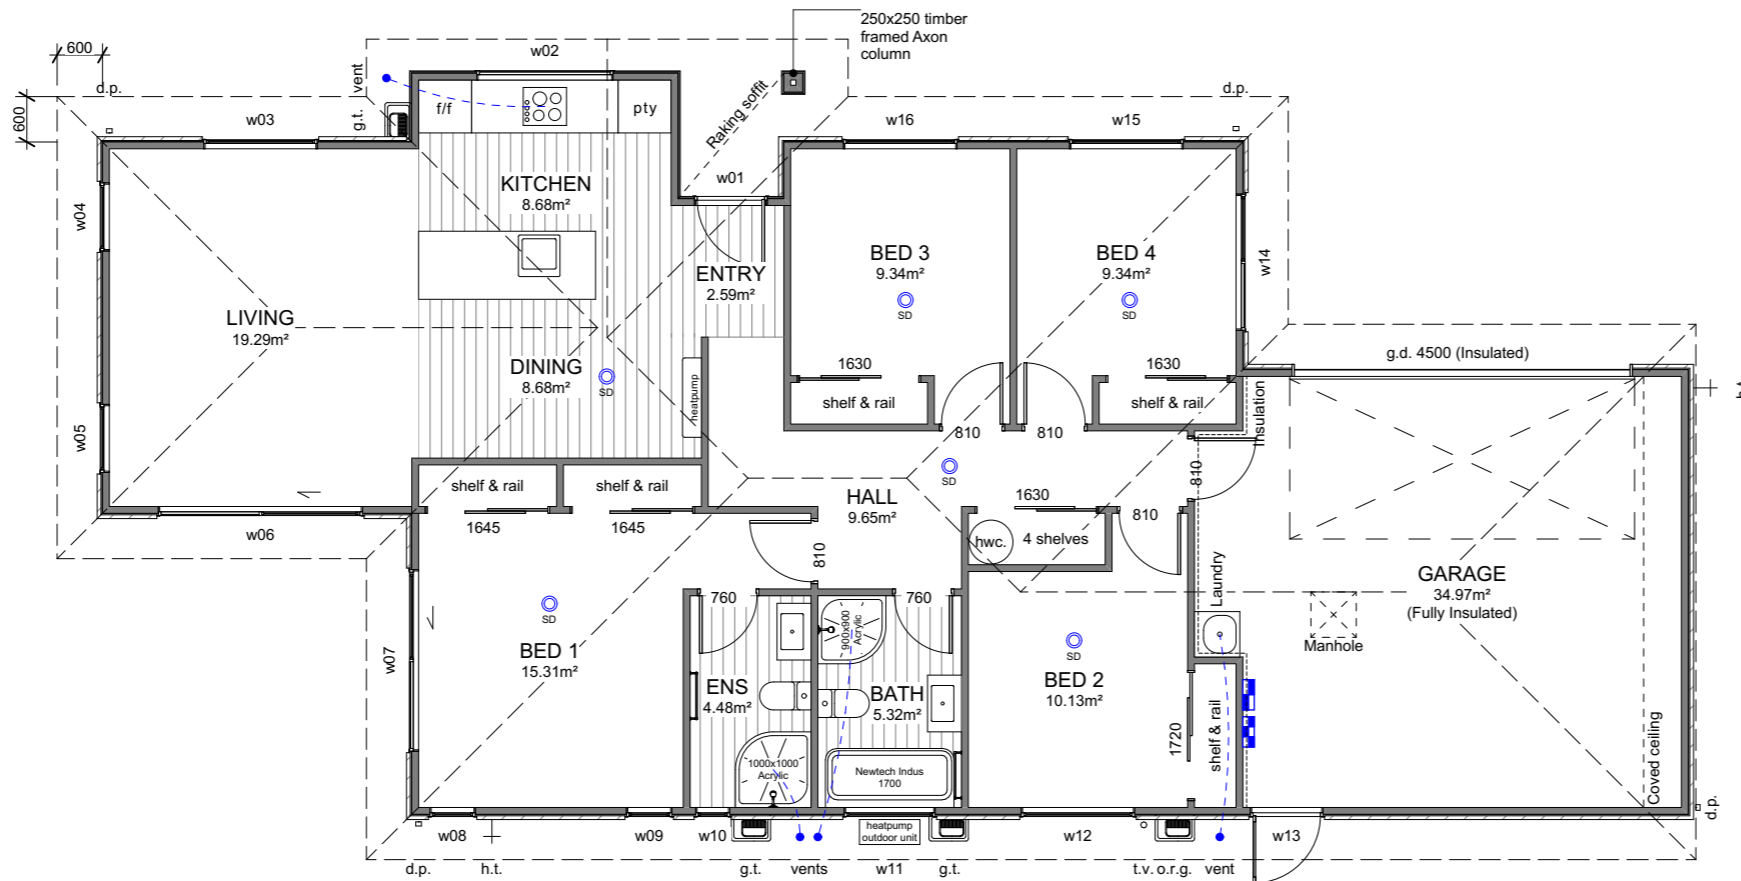 250x250 timber
framed Axon
column
600
w02
vent
d.p.
d.p.
600
w03
g.t.
f/f
pty
Raking soffit
w16
w15
w01
KITCHEN
8.68m²
w04
BED 3
9.34m²
BED 4
9.34m²
w14
ENTRY
2.59m²
SD
SD
LIVING
19.29m²
DINING
8.68m²
SD
heatpump
1630
1630
g.d. 4500 (Insulated)
shelf & rail
shelf & rail
Insulation
h.t.
w05
810
810
810
SD
shelf & rail
shelf & rail
HALL
9.65m²
1630
1645
1645
810
w06
810
hwc.
4 shelves
GARAGE
34.97m²
(Fully Insulated)
Laundry
760
760
SD
900x900
Acrylic
SD
Manhole
w07
BED 1
15.31m²
ENS
4.48m²
BATH
5.32m²
BED 2
10.13m²
1720
shelf & rail
1000x1000
Acrylic
Newtech Indus
1700
Coved ceiling
d.p.
w08
w09
w10
heatpump
outdoor unit
w12
w13
d.p.
h.t.
g.t.
vents
w11
g.t.
t.v.
o.r.g.
vent